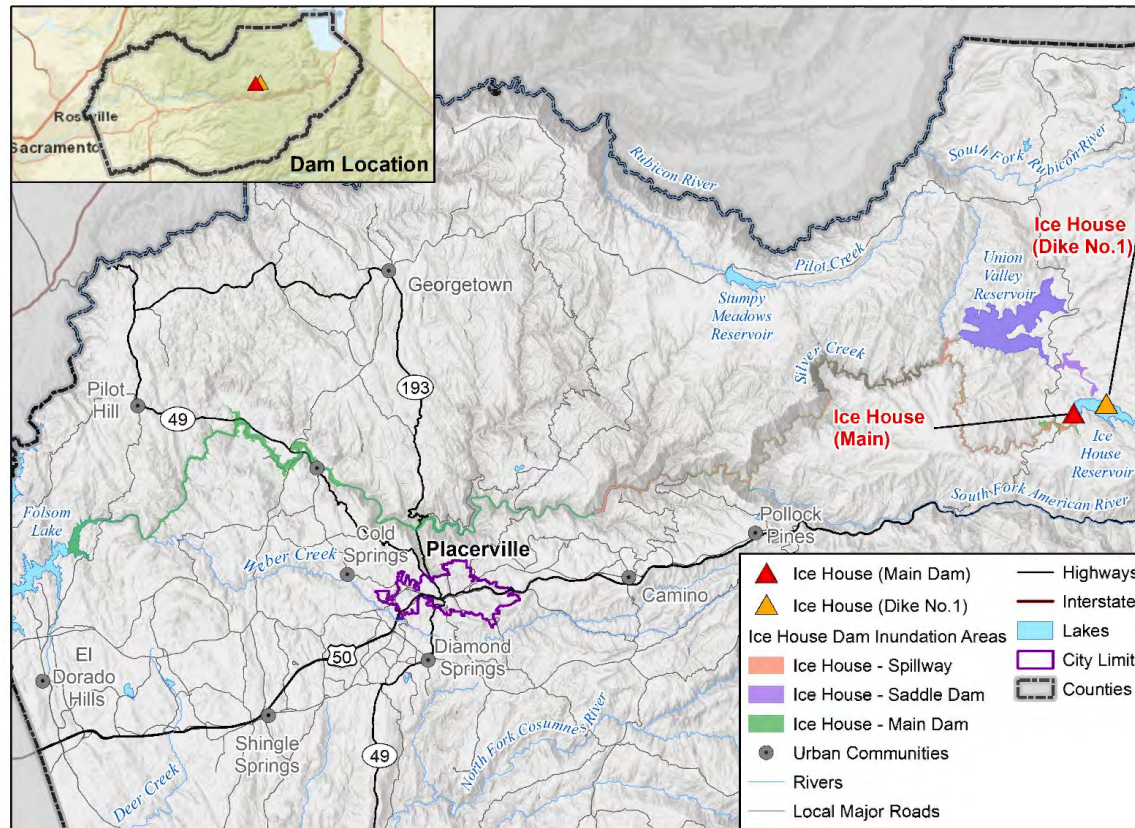 Roseville
Sacramento
Dam Location
Rubicon River
South Fork Rubicon River
Ice House
(Dike No.1)
Pilot Creek
Union
Valley
Reservoir
Stumpy
Meadows
Reservoir
Georgetown
Silver Creek
193
Pilot
Hill
49
Ice House
(Main)
Ice
House
Reservoir
South Fork American River
Folsom
Lake
Cold
Springs
Pollock
Pines
Weber Creek
Placerville
Camino
Diamond
Springs
50
El
Dorado
Hills
Shingle
Springs
49
North Fork Cosumnes River
Deer Creek
Ice House (Main Dam)
Ice House (Dike No.1)
Ice House Dam Inundation Areas
Ice House - Spillway
Ice House - Saddle Dam
Ice House - Main Dam
Urban Communities
Rivers
Local Major Roads
Highways
Interstate
Lakes
City Limit
Counties